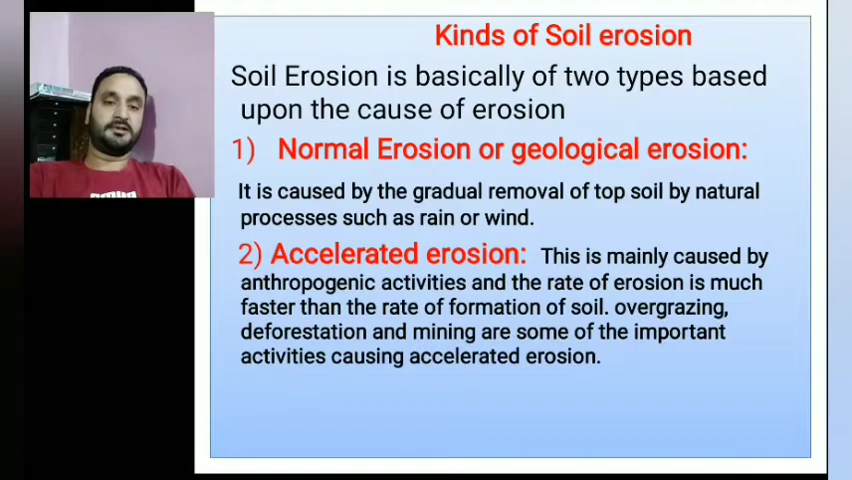 Kinds of Soil erosion
Soil Erosion is basically of two types based
upon the cause of erosion
1) Normal Erosion or geological erosion:
It is caused by the gradual removal of top soil by natural
processes such as rain or wind.
2) Accelerated erosion: This is mainly caused by
anthropogenic activities and the rate of erosion is much
faster than the rate of formation of soil. overgrazing,
deforestation and mining are some of the important
activities causing accelerated erosion.